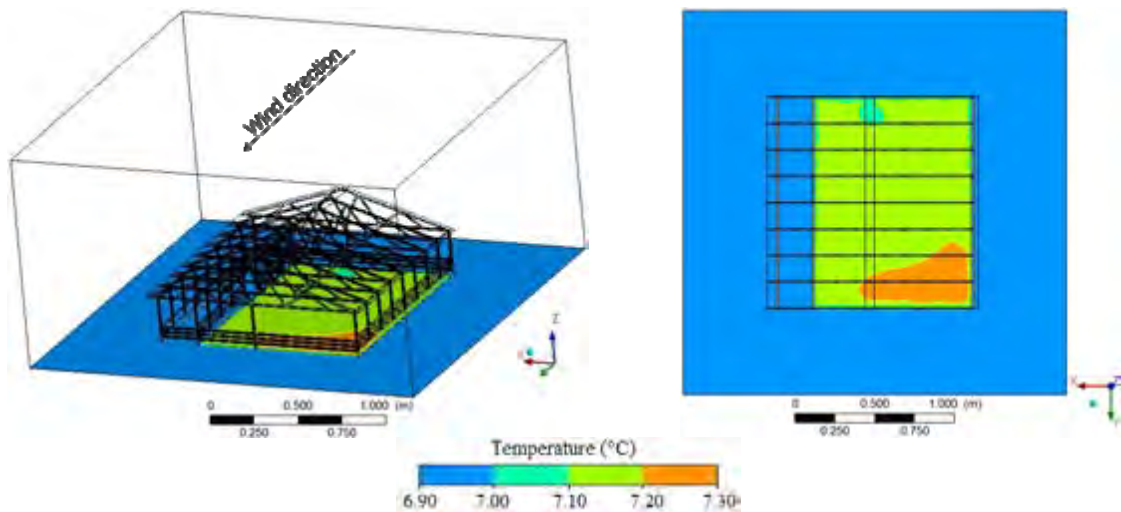 Wind direction
Z
X
0 0.500 1.000 (m)
0.250 0.750
X Z
Y
0 0.500 1.000 (m)
0.250 0.750
Temperature (°C)
6.90 7.00 7.10 7.20 7.30